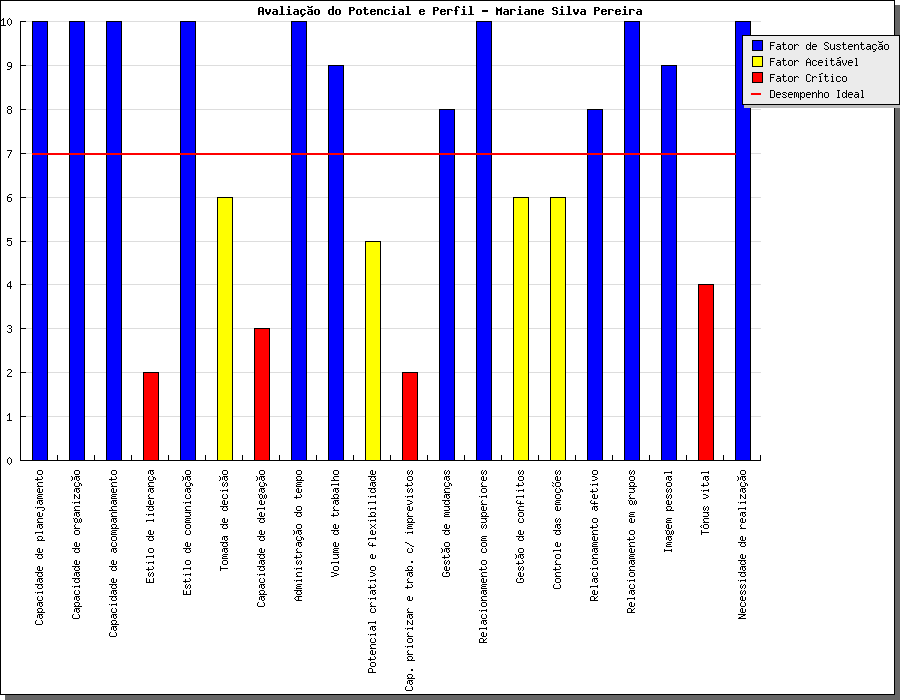 Avaliação do Potencial e Perfil - Mariane Silva Pereira
10
9
8
7
6
5
4
3
2
1
0
Fator de Sustentação
Fator Aceitável
Fator Crítico
Desempenho Ideal
Capacidade de planejamento
Capacidade de organização
Capacidade de acompanhamento
Estilo de liderança
Estilo de comunicação
Tomada de decisão
Capacidade de delegação
Administração do tempo
Volume de trabalho
Potencial criativo e flexibilidade
Cap. priorizar e trab. c/ imprevistos
Gestão de mudanças
Relacionamento com superiores
Gestão de conflitos
Controle das emoções
Relacionamento afetivo
Relacionamento em grupos
Imagem pessoal
Tônus vital
Necessidade de realização